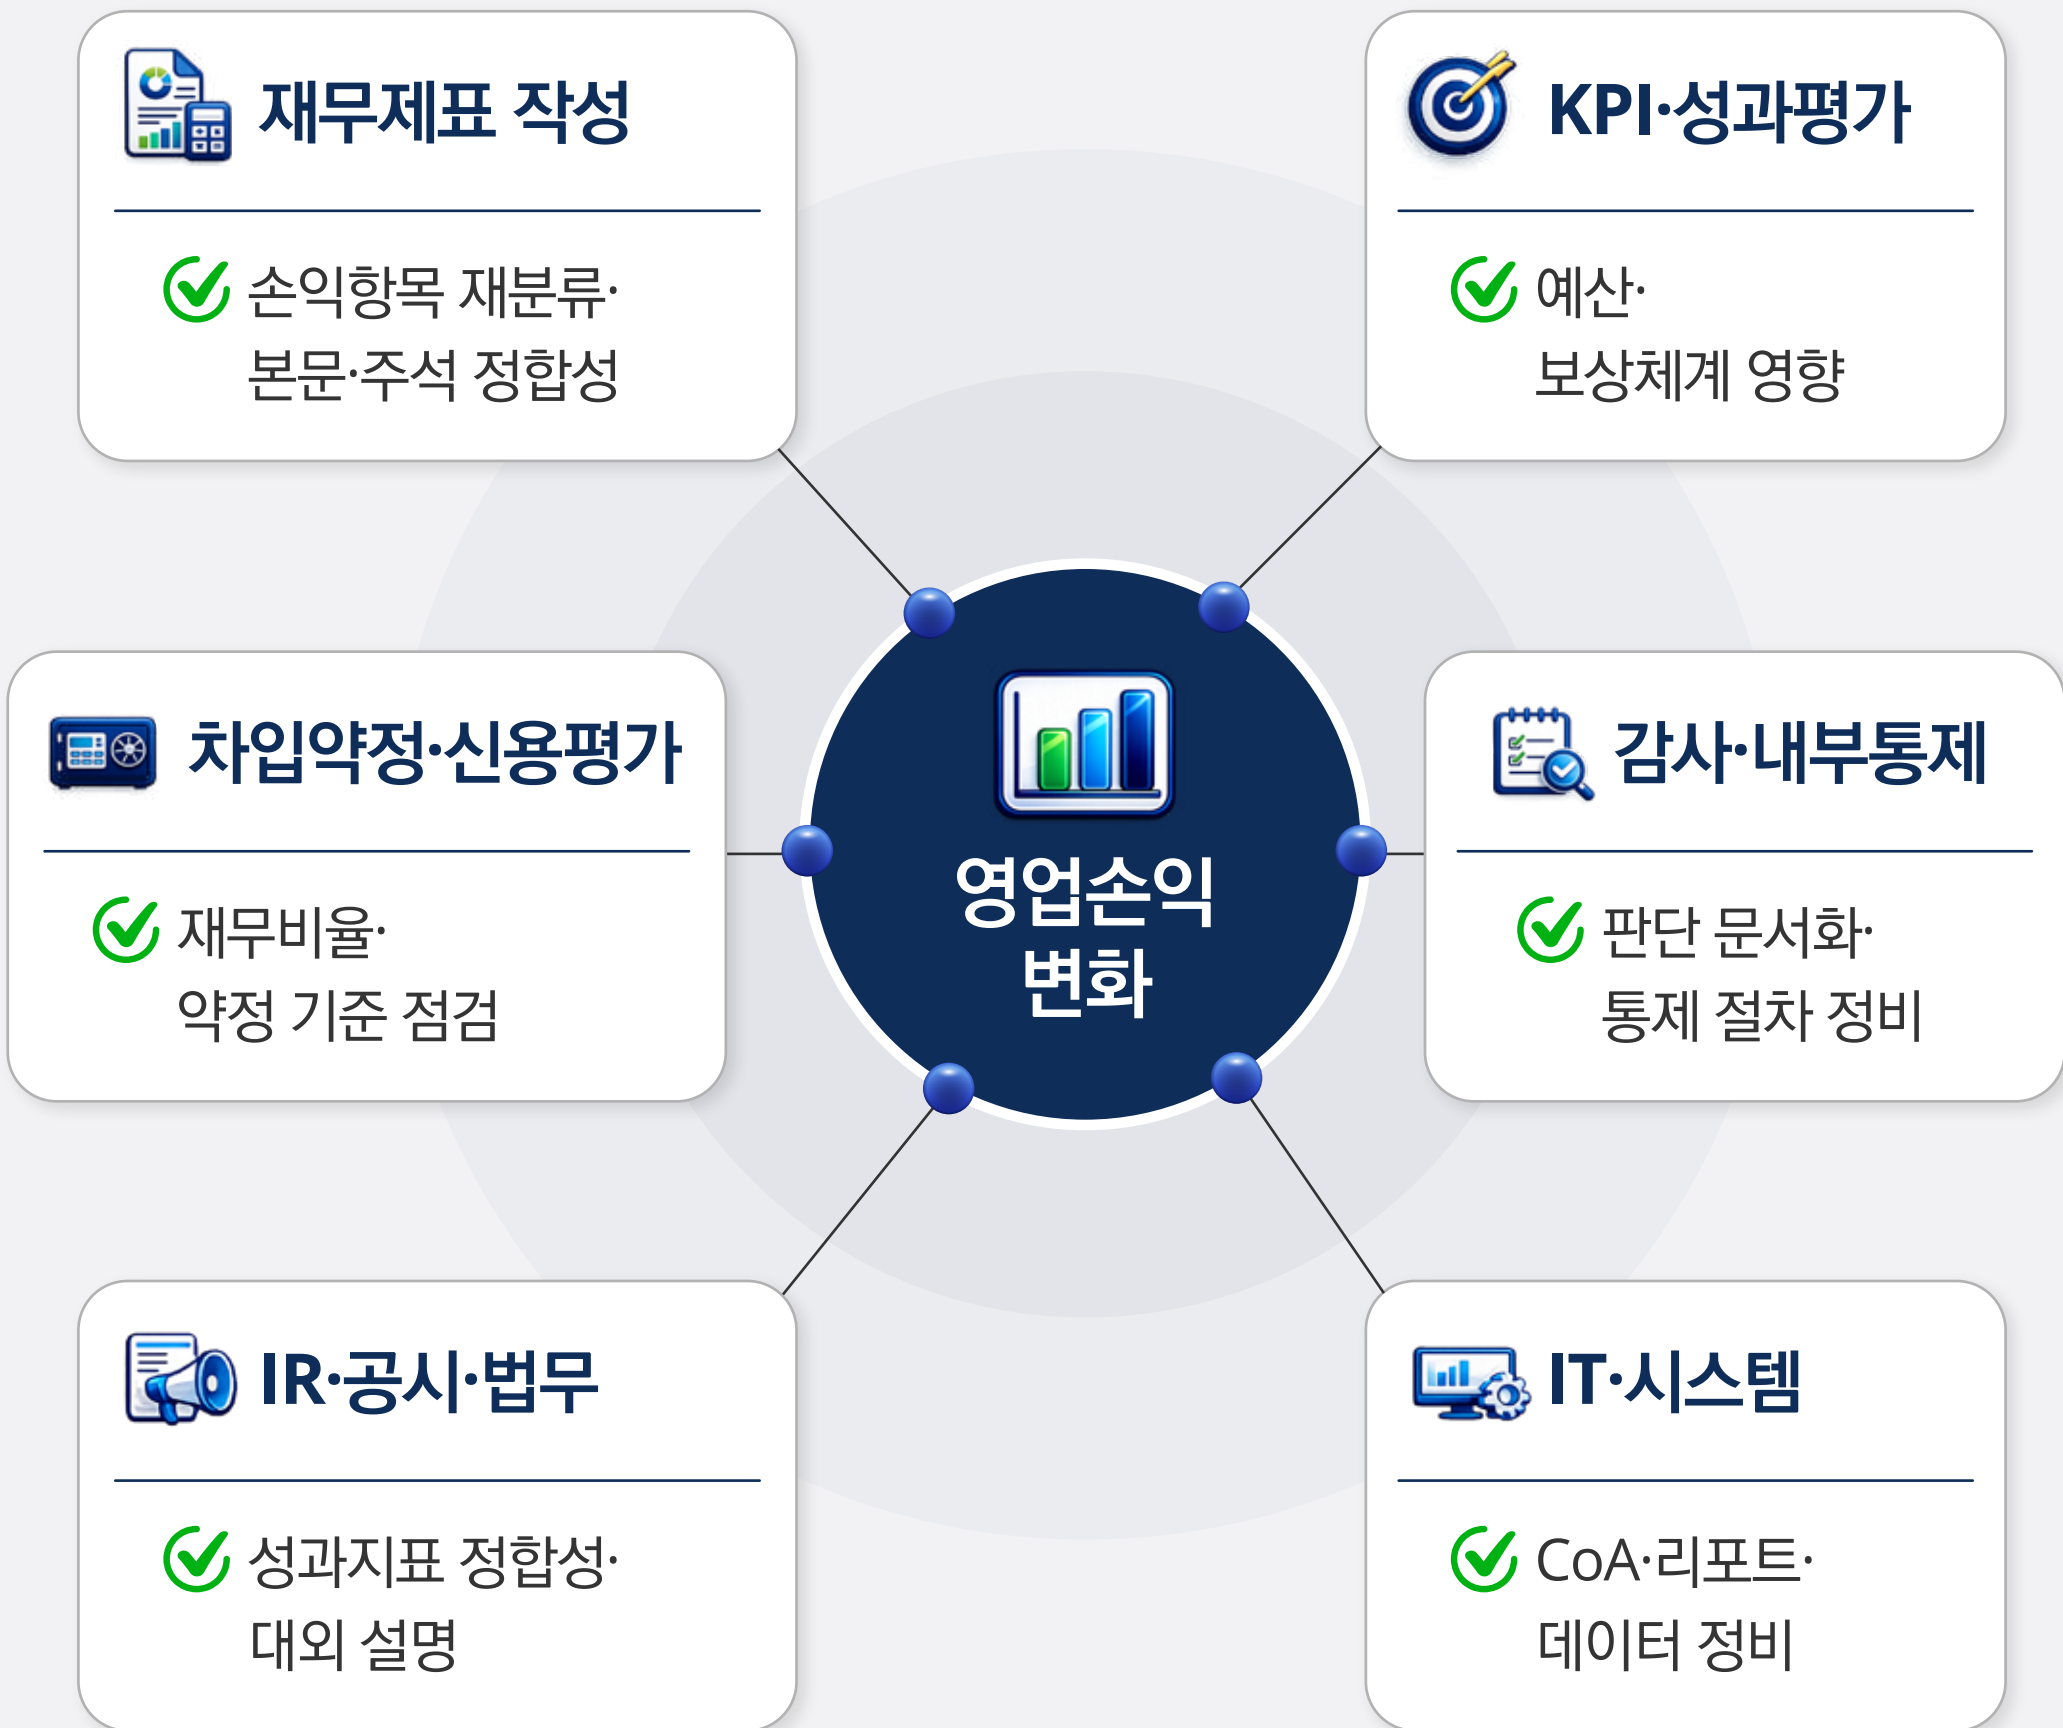 재무제표 작성
손익항목 재분류·
본문·주석 정합성
KPI·성과평가
예산·
보상체계 영향
차입약정·신용평가
재무비율·
약정 기준 점검
영업손익
변화
감사·내부통제
판단 문서화·
통제 절차 정비
IR·공시·법무
성과지표 정합성·
대외 설명
IT·시스템
CoA·리포트·
데이터 정비